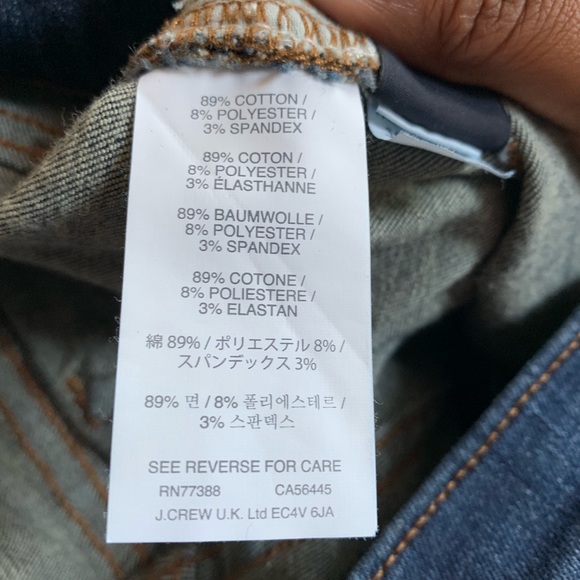 89% COTTON /
8% POLYESTER /
3% SPANDEX
89% COTON /
8% POLYESTER /
3% ÉLASTHANNE
89% BAUMWOLLE /
8% POLYESTER /
3% SPANDEX
89% COTONE /
8% POLIESTERE /
3% ELASTAN
綿 89% / ポリエステル 8% /
スパンデックス 3%
89% 면 / 8% 폴리에스테르 /
3% 스판덱스
SEE REVERSE FOR CARE
RN77388 CA56445
J.CREW U.K. Ltd EC4V 6JA